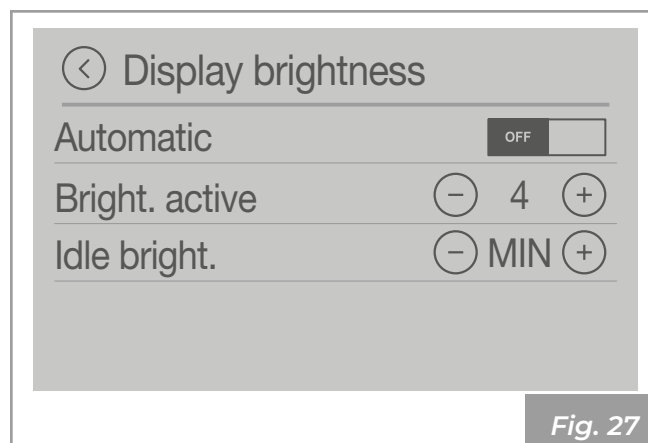 Display brightness
Automatic OFF
Bright. active − 4 +
Idle bright. − MIN +
Fig. 27